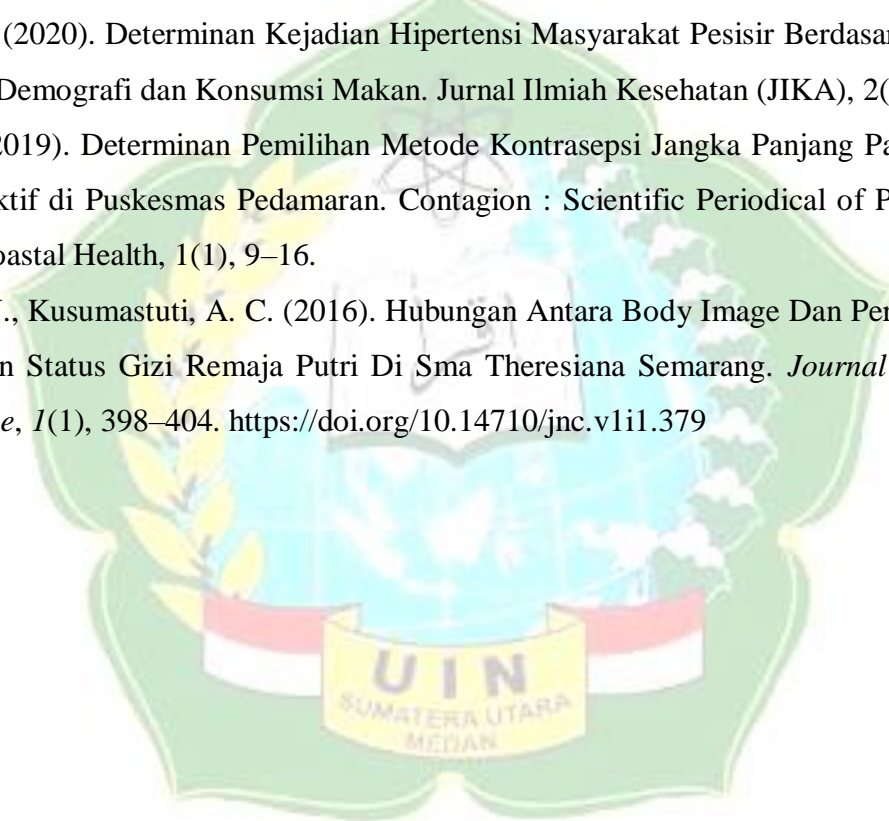 (2020). Determinan Kejadian Hipertensi Masyarakat Pesisir Berdasar
Demografi dan Konsumsi Makan. Jurnal Ilmiah Kesehatan (JIKA), 2(
2019). Determinan Pemilihan Metode Kontrasepsi Jangka Panjang Pa
ktif di Puskesmas Pedamaran. Contagion : Scientific Periodical of P
oastal Health, 1(1), 9–16.
., Kusumastuti, A. C. (2016). Hubungan Antara Body Image Dan Per
n Status Gizi Remaja Putri Di Sma Theresiana Semarang. Journal
e, 1(1), 398–404. https://doi.org/10.14710/jnc.v1i1.379
اقرأ
UIN
SUMATERA UTARA
MEDAN